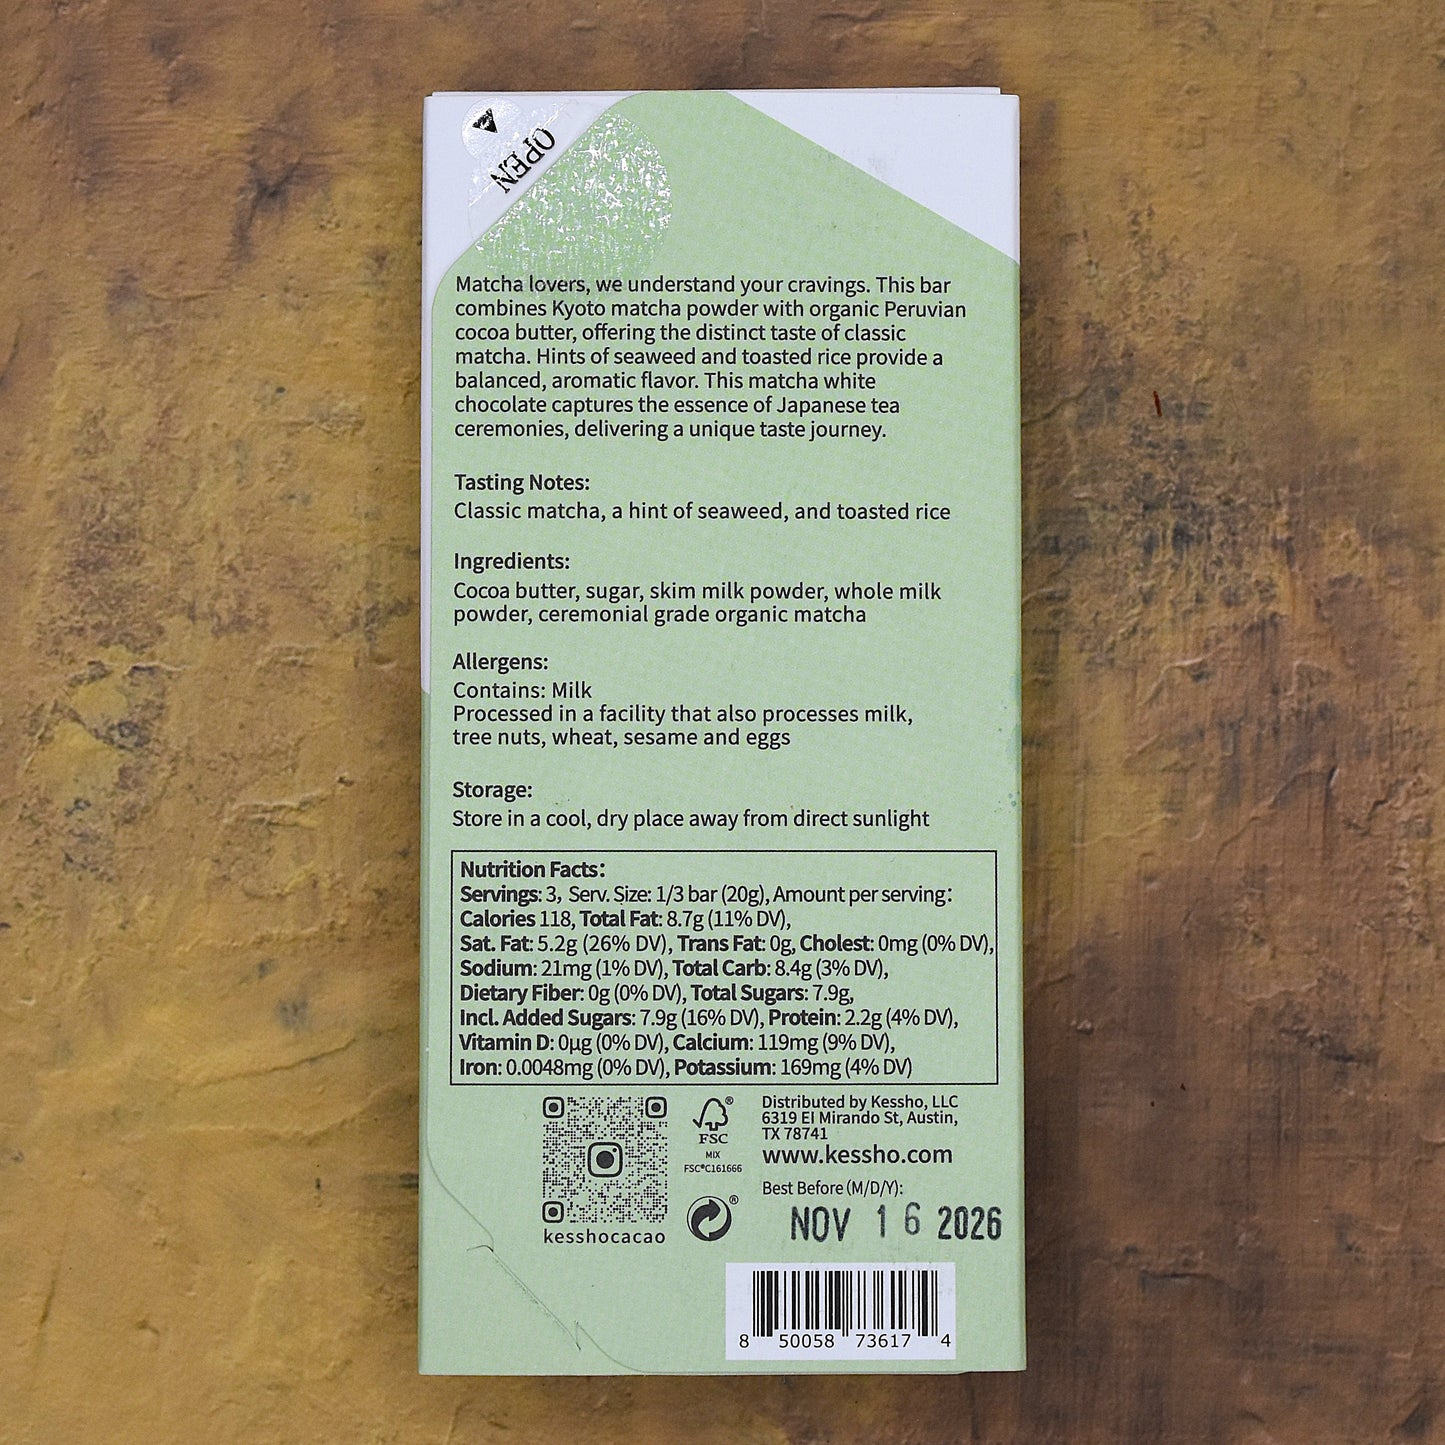 OPEN
Matcha lovers, we understand your cravings. This bar
combines Kyoto matcha powder with organic Peruvian
cocoa butter, offering the distinct taste of classic
matcha. Hints of seaweed and toasted rice provide a
balanced, aromatic flavor. This matcha white
chocolate captures the essence of Japanese tea
ceremonies, delivering a unique taste journey.
Tasting Notes:
Classic matcha, a hint of seaweed, and toasted rice
Ingredients:
Cocoa butter, sugar, skim milk powder, whole milk
powder, ceremonial grade organic matcha
Allergens:
Contains: Milk
Processed in a facility that also processes milk,
tree nuts, wheat, sesame and eggs
Storage:
Store in a cool, dry place away from direct sunlight
Nutrition Facts:
Servings: 3, Serv. Size: 1/3 bar (20g), Amount per serving:
Calories 118, Total Fat: 8.7g (11% DV),
Sat. Fat: 5.2g (26% DV), Trans Fat: 0g, Cholest: 0mg (0% DV),
Sodium: 21mg (1% DV), Total Carb: 8.4g (3% DV),
Dietary Fiber: 0g (0% DV), Total Sugars: 7.9g,
Incl. Added Sugars: 7.9g (16% DV), Protein: 2.2g (4% DV),
Vitamin D: 0µg (0% DV), Calcium: 119mg (9% DV),
Iron: 0.0048mg (0% DV), Potassium: 169mg (4% DV)
kesshocacao
®
FSC
MIX
FSC®C161666
®
Distributed by Kessho, LLC
6319 El Mirando St, Austin,
TX 78741
www.kessho.com
Best Before (M/D/Y):
NOV 16 2026
8 50058 73617 4